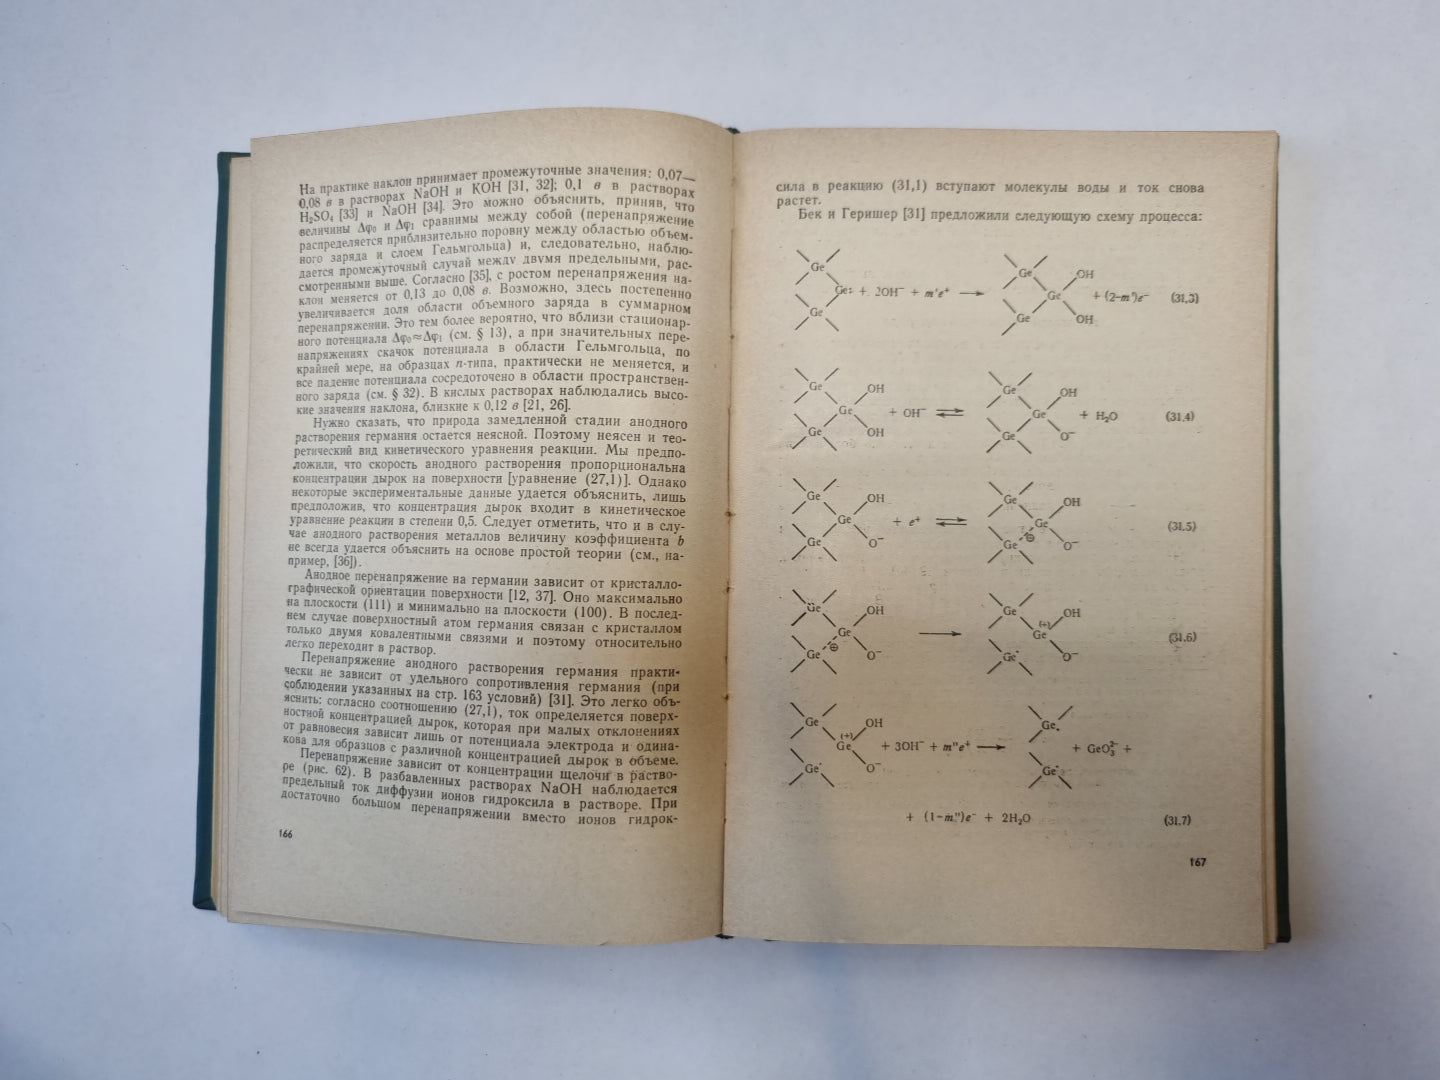 На практике наклон принимает промежуточные значения: 0,07—
0,08 в в растворах NaOH и KOH [31, 32]; 0,1 в в растворах
H₂SO₄ [33] и NaOH [34]. Это можно объяснить, приняв, что
величины Δφ₀ и Δφ₁ сравнимы между собой (перенапряжение
распределяется приблизительно поровну между областью объем-
ного заряда и слоем Гельмгольца) и, следовательно, наблю-
дается промежуточный случай между двумя предельными, рас-
смотренными выше. Согласно [35], с ростом перенапряжения на-
клон меняется от 0,13 до 0,08 в. Возможно, здесь постепенно
увеличивается доля области объемного заряда в суммарном
перенапряжении. Это тем более вероятно, что вблизи стационар-
ного потенциала Δφ₀≈Δφ₁ (см. § 13), а при значительных пере-
напряжениях скачок потенциала в области Гельмгольца, по
крайней мере, на образцах n-типа, практически не меняется, и
все падение потенциала сосредоточено в области пространствен-
ного заряда (см. § 32). В кислых растворах наблюдались высо-
кие значения наклона, близкие к 0,12 в [21, 26].
Нужно сказать, что природа замедленной стадии анодного
растворения германия остается неясной. Поэтому неясен и тео-
ретический вид кинетического уравнения реакции. Мы предпо-
ложили, что скорость анодного растворения пропорциональна
концентрации дырок на поверхности [уравнение (27,1)]. Однако
некоторые экспериментальные данные удается объяснить, лишь
предположив, что концентрация дырок входит в кинетическое
уравнение реакции в степени 0,5. Следует отметить, что и в слу-
чае анодного растворения металлов величину коэффициента b
не всегда удается объяснить на основе простой теории (см., на-
пример, [36]).
Анодное перенапряжение на германии зависит от кристалло-
графической ориентации поверхности [12, 37]. Оно максимально
на плоскости (111) и минимально на плоскости (100). В послед-
нем случае поверхностный атом германия связан с кристаллом
только двумя ковалентными связями и поэтому относительно
легко переходит в раствор.
Перенапряжение анодного растворения германия практи-
чески не зависит от удельного сопротивления германия (при
соблюдении указанных на стр. 163 условий) [31]. Это легко объ-
яснить: согласно соотношению (27,1), ток определяется поверх-
ностной концентрацией дырок, которая при малых отклонениях
от равновесия зависит лишь от потенциала электрода и одина-
кова для образцов с различной концентрацией дырок в объеме.
Перенапряжение зависит от концентрации щелочи в раство-
ре (рис. 62). В разбавленных растворах NaOH наблюдается
предельный ток диффузии ионов гидроксила в растворе. При
достаточно большом перенапряжении вместо ионов гидрок-
166
сила в реакцию (31,1) вступают молекулы воды и ток снова
растет.
Бек и Геришер [31] предложили следующую схему процесса:
Ge Ge OH
Ge: + 2OH⁻ + m'e⁺ → Ge + (2−m')e⁻ (31.3)
Ge Ge OH
Ge OH Ge OH
Ge + OH⁻ ⇌ Ge + H₂O (31.4)
Ge OH Ge O⁻
Ge OH Ge OH
Ge + e⁺ ⇌ Ge (31.5)
Ge O⁻ Ge ⊕ O⁻
Ge OH Ge OH
Ge → (+) Ge (31.6)
Ge ⊕ O⁻ Ge· O⁻
Ge OH Ge·
(+) Ge + 3OH⁻ + m"e⁺ → + GeO₃²⁻ +
Ge· O⁻ Ge·
+ (1−m")e⁻ + 2H₂O (31.7)
167